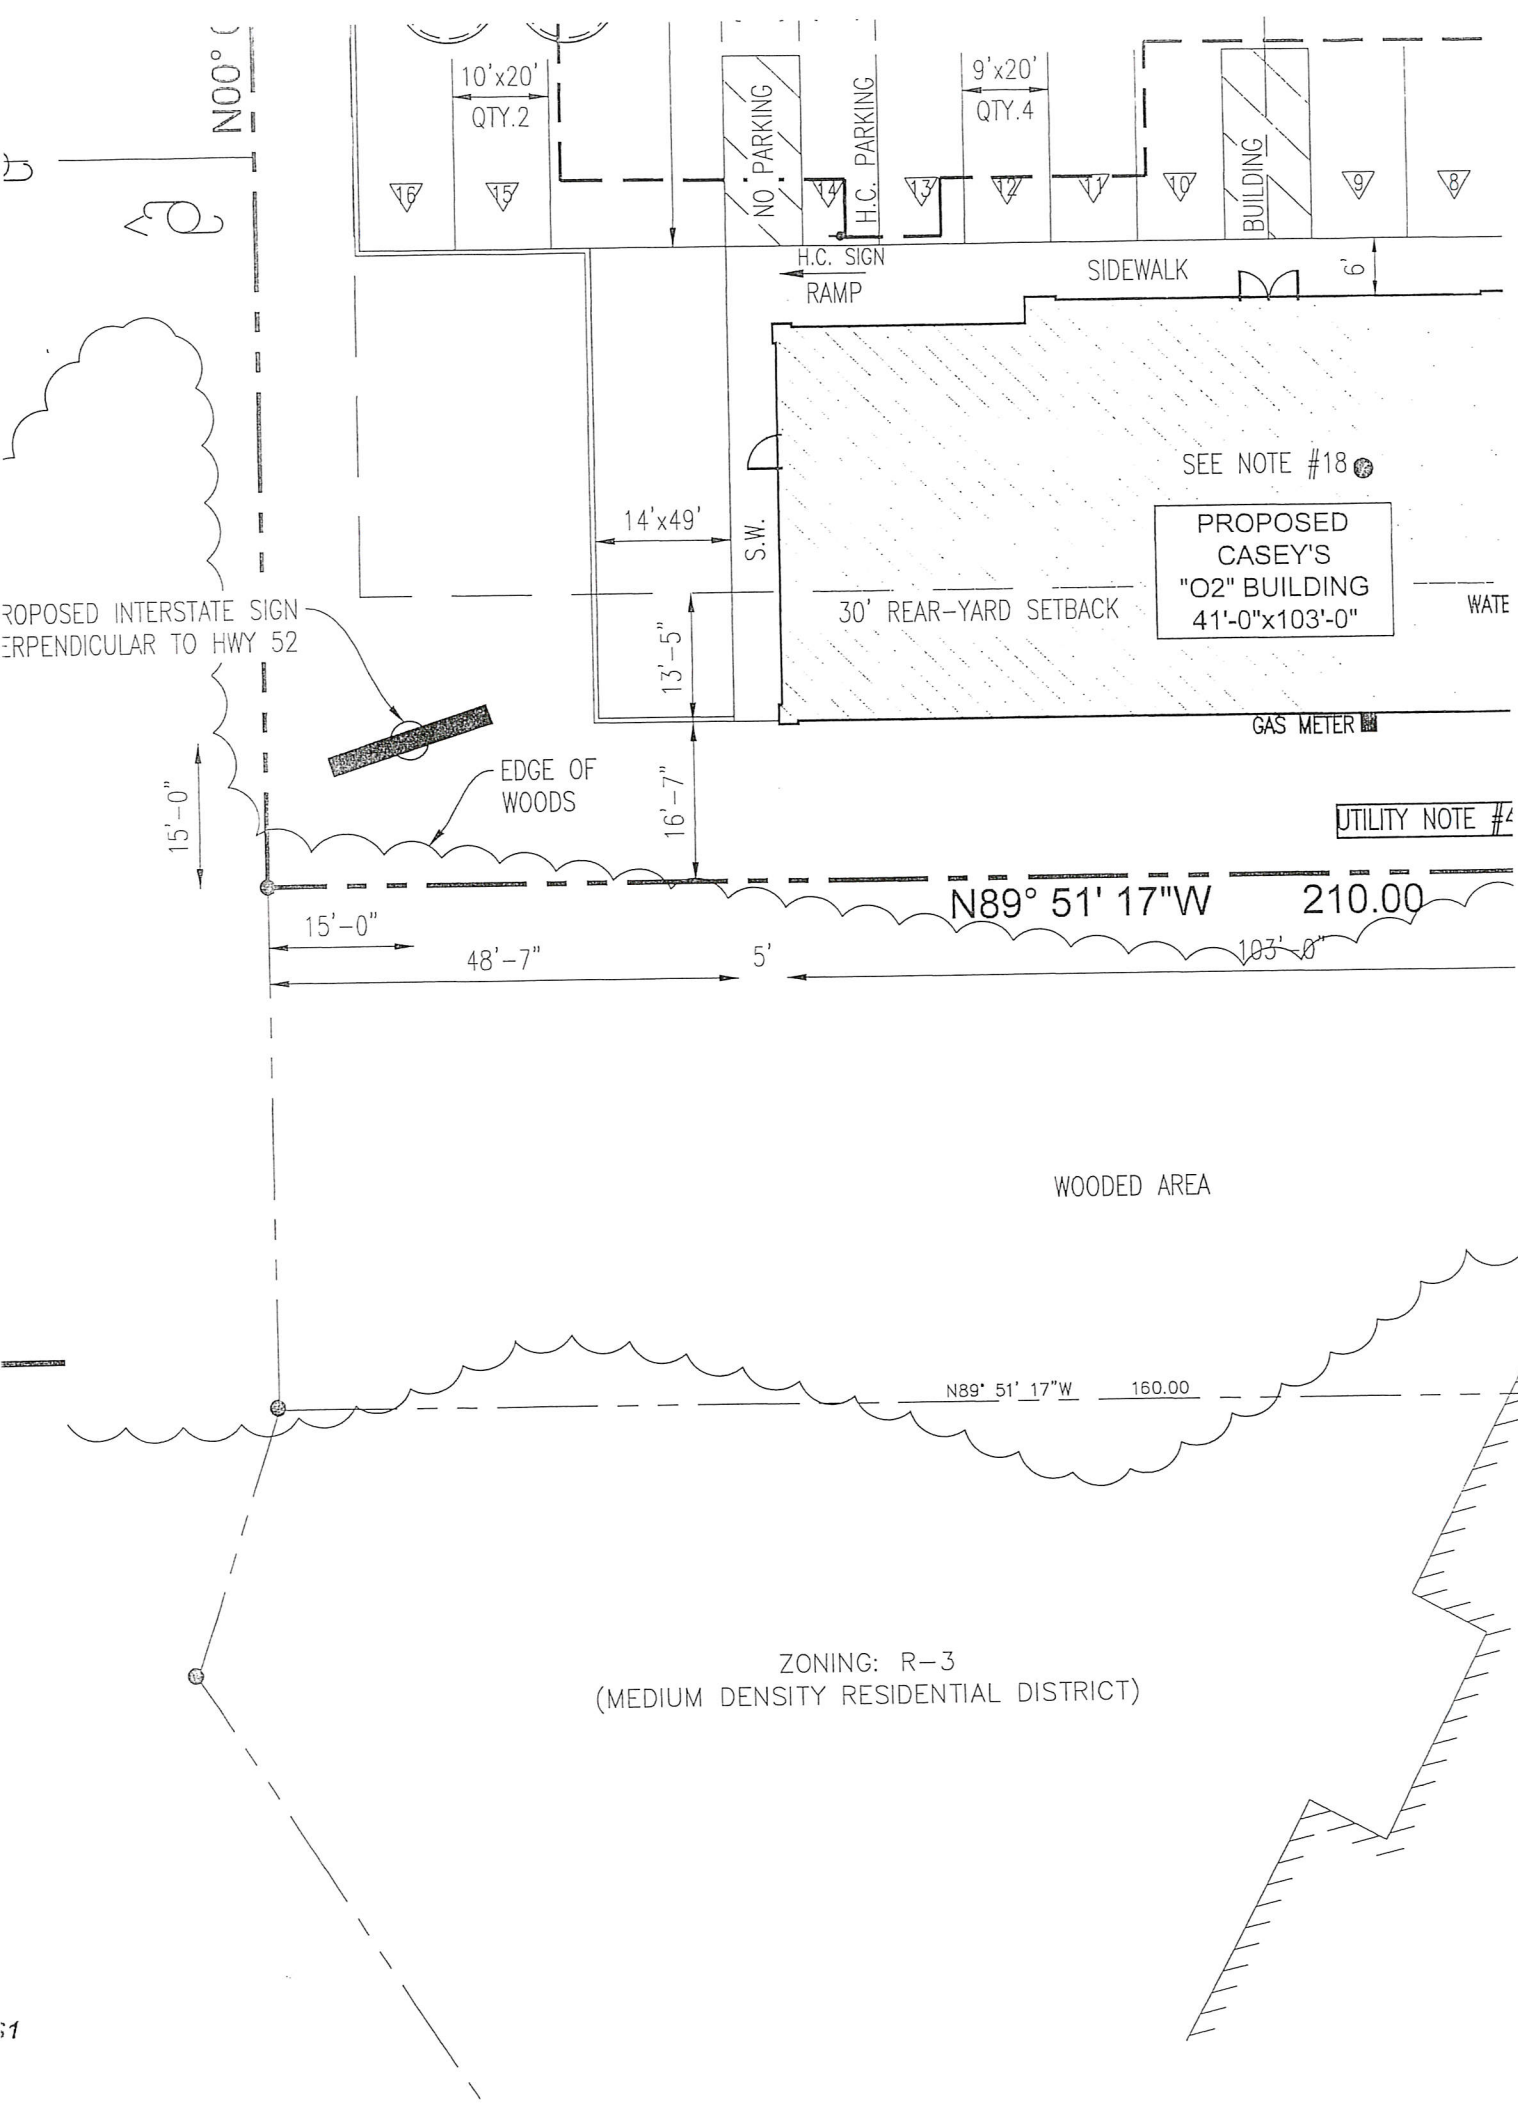 N00°
10'x20'
QTY.2
9'x20'
QTY.4
NO PARKING
H.C. PARKING
BUILDING
16
15
14
13
12
11
10
9
8
H.C. SIGN
RAMP
SIDEWALK
6'
SEE NOTE #18
14'x49'
S.W.
PROPOSED
CASEY'S
"O2" BUILDING
41'-0"x103'-0"
30' REAR-YARD SETBACK
WATE
ROPOSED INTERSTATE SIGN
ERPENDICULAR TO HWY 52
13'-5"
GAS METER
EDGE OF
WOODS
15'-0"
16'-7"
UTILITY NOTE #4
N89° 51' 17"W 210.00
15'-0"
48'-7"
5'
103'-0"
WOODED AREA
N89° 51' 17"W 160.00
ZONING: R-3
(MEDIUM DENSITY RESIDENTIAL DISTRICT)